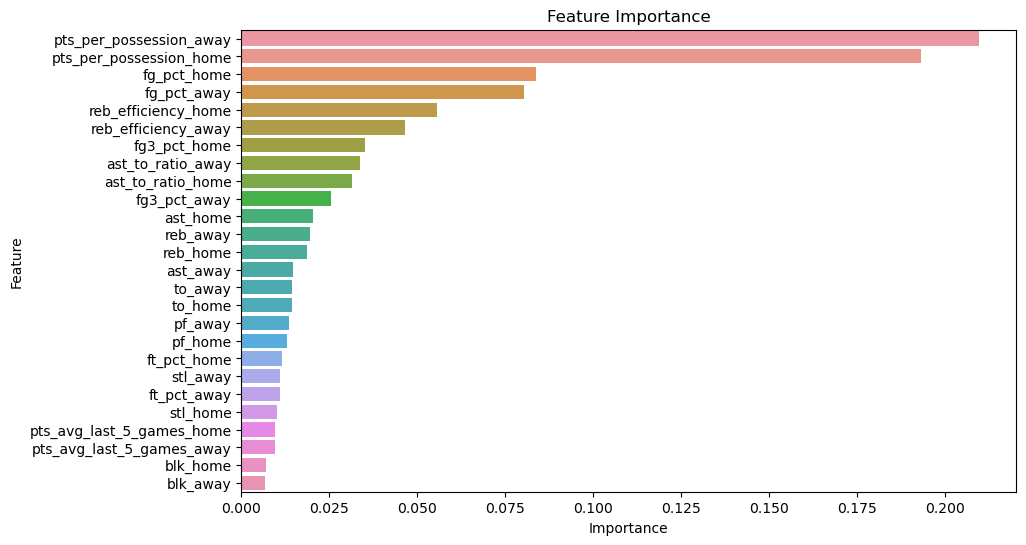 Feature Importance
pts_per_possession_away
pts_per_possession_home
fg_pct_home
fg_pct_away
reb_efficiency_home
reb_efficiency_away
fg3_pct_home
ast_to_ratio_away
ast_to_ratio_home
fg3_pct_away
ast_home
reb_away
reb_home
ast_away
to_away
to_home
pf_away
pf_home
ft_pct_home
stl_away
ft_pct_away
stl_home
pts_avg_last_5_games_home
pts_avg_last_5_games_away
blk_home
blk_away
Feature
0.000 0.025 0.050 0.075 0.100 0.125 0.150 0.175 0.200
Importance